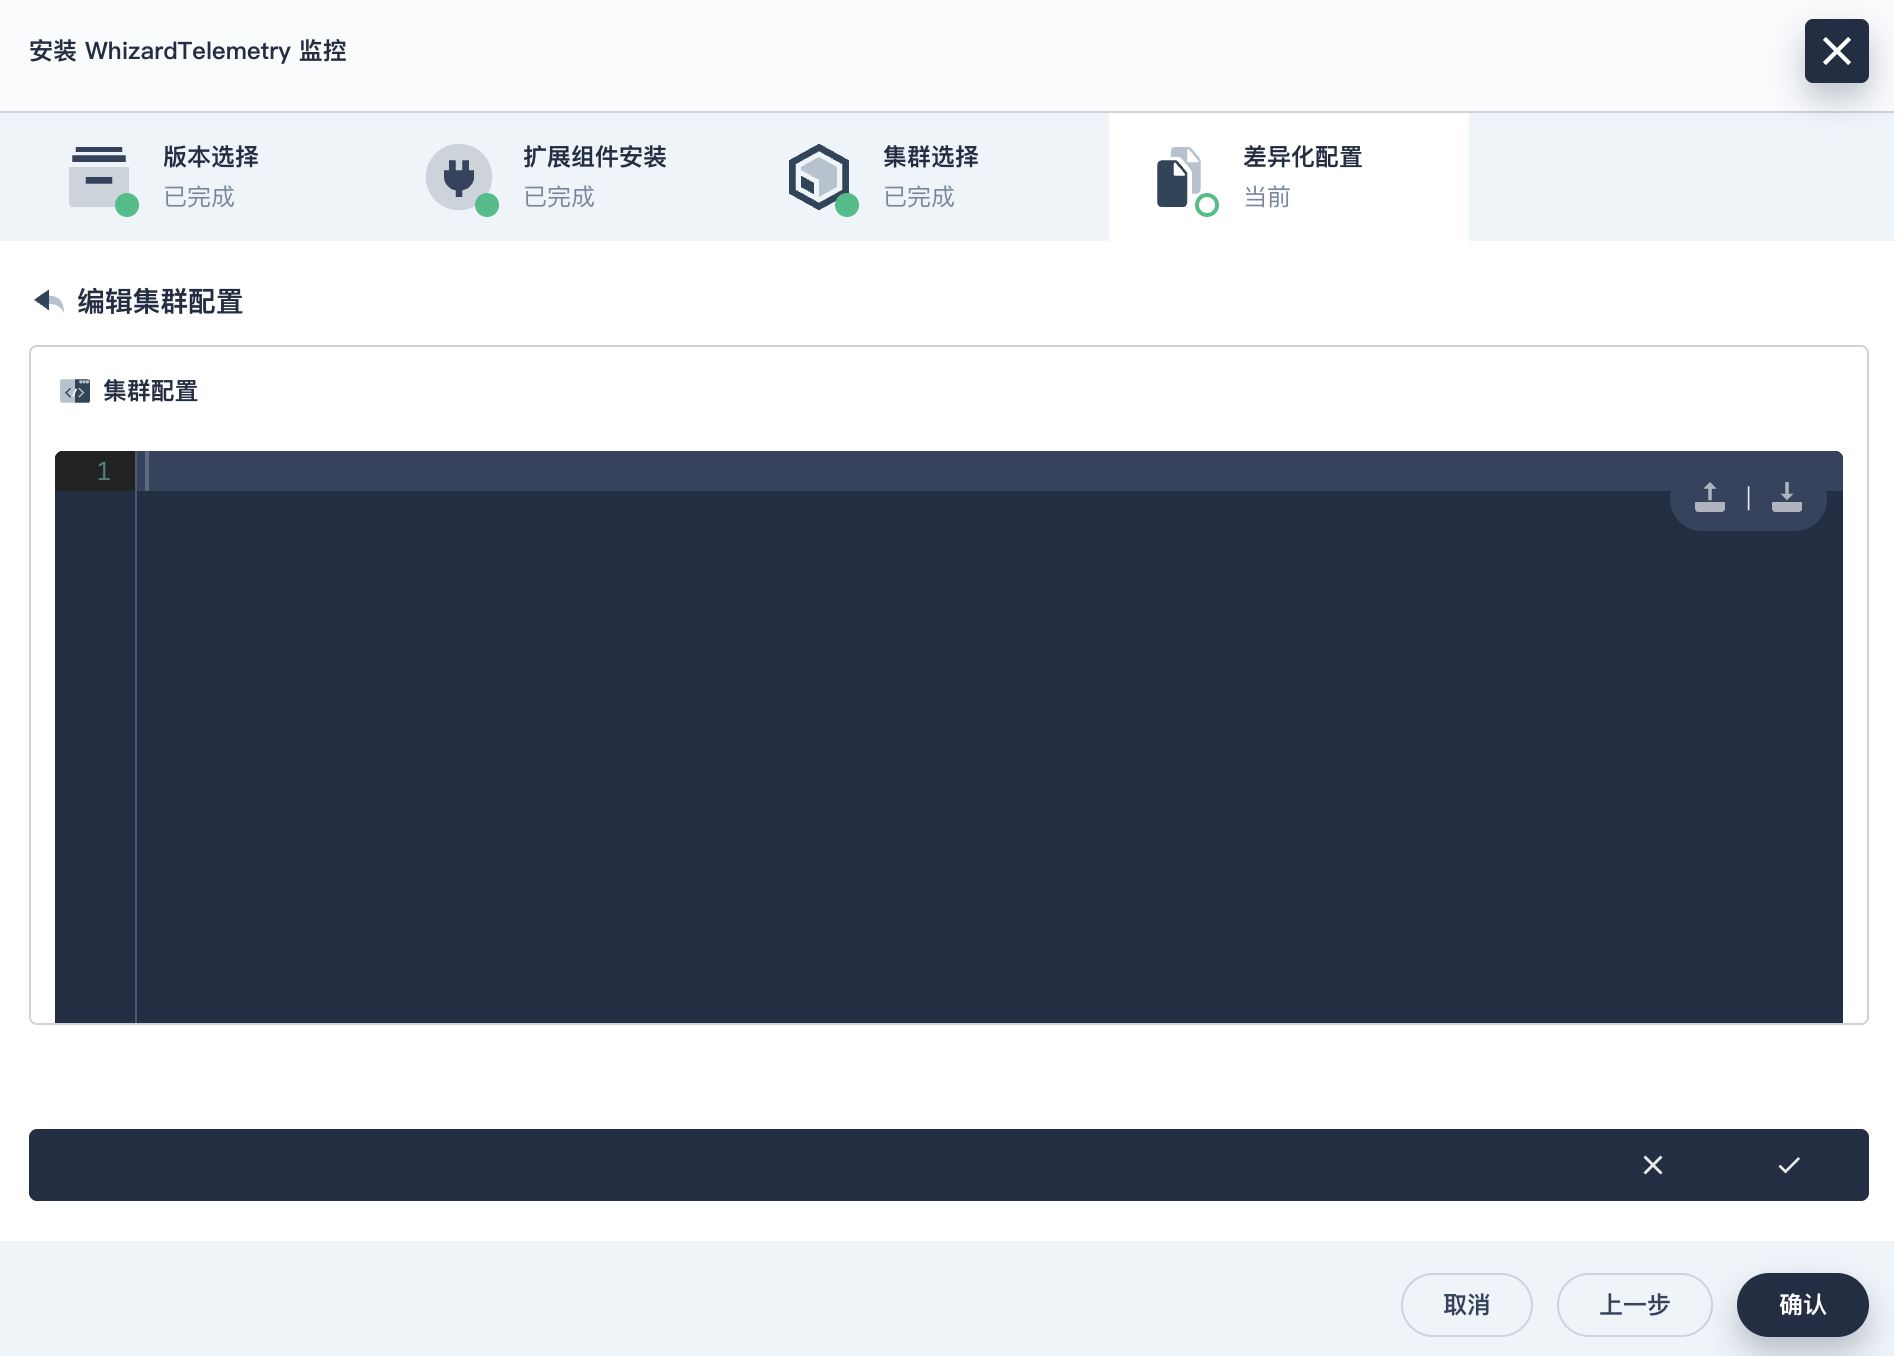 安装 WhizardTelemetry 监控
版本选择
已完成
扩展组件安装
已完成
集群选择
已完成
差异化配置
当前
编辑集群配置
集群配置
1
取消
上一步
确认